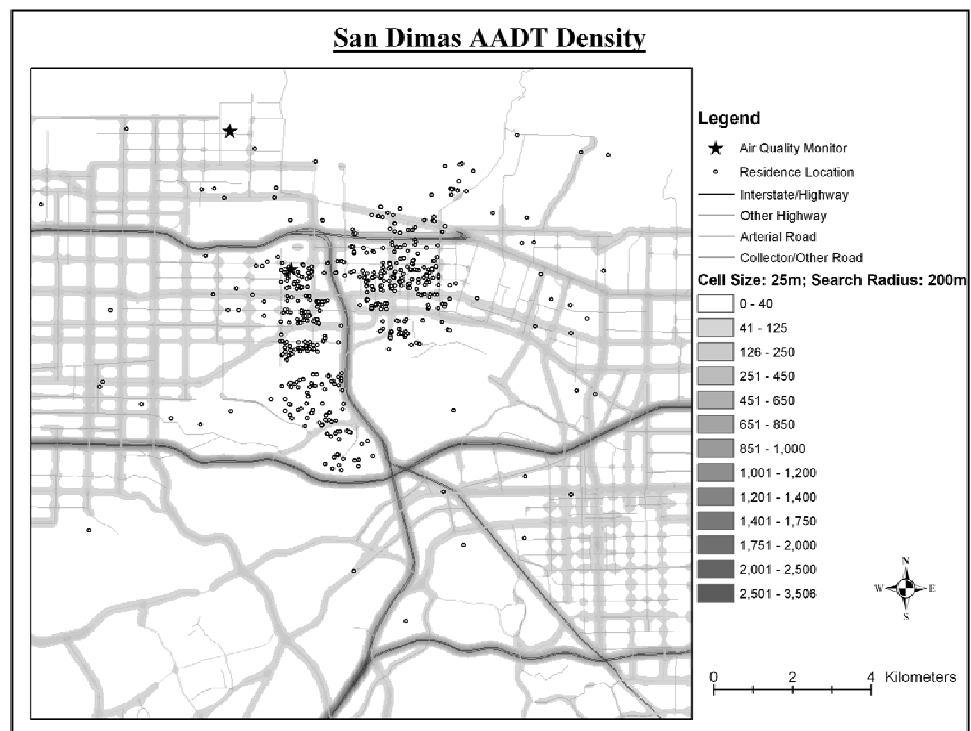 San Dimas AADT Density
Legend
Air Quality Monitor
Residence Location
Interstate/Highway
Other Highway
Arterial Road
Collector/Other Road
Cell Size: 25m; Search Radius: 200m
0 - 40
41 - 125
126 - 250
251 - 450
451 - 650
651 - 850
851 - 1,000
1,001 - 1,200
1,201 - 1,400
1,401 - 1,750
1,751 - 2,000
2,001 - 2,500
2,501 - 3,506
N
W E
S
0 2 4 Kilometers